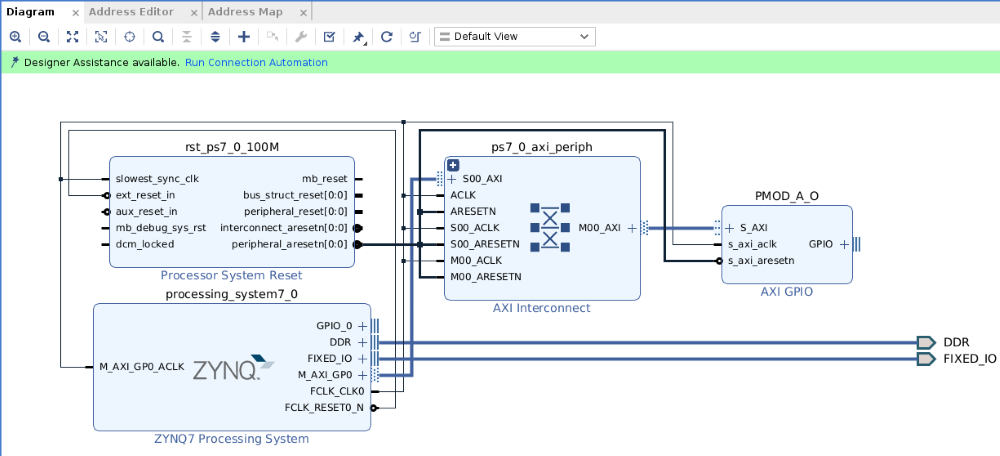 Diagram × Address Editor × Address Map ×
Default View
Designer Assistance available. Run Connection Automation
rst_ps7_0_100M
slowest_sync_clk mb_reset
ext_reset_in bus_struct_reset[0:0]
aux_reset_in peripheral_reset[0:0]
mb_debug_sys_rst interconnect_aresetn[0:0]
dcm_locked peripheral_aresetn[0:0]
Processor System Reset
ps7_0_axi_periph
S00_AXI
ACLK
ARESETN
S00_ACLK M00_AXI
S00_ARESETN
M00_ACLK
M00_ARESETN
AXI Interconnect
PMOD_A_O
S_AXI
s_axi_aclk GPIO
s_axi_aresetn
AXI GPIO
processing_system7_0
GPIO_0
DDR
FIXED_IO
M_AXI_GP0_ACLK ZYNQ. M_AXI_GP0
FCLK_CLK0
FCLK_RESET0_N
ZYNQ7 Processing System
DDR
FIXED_IO